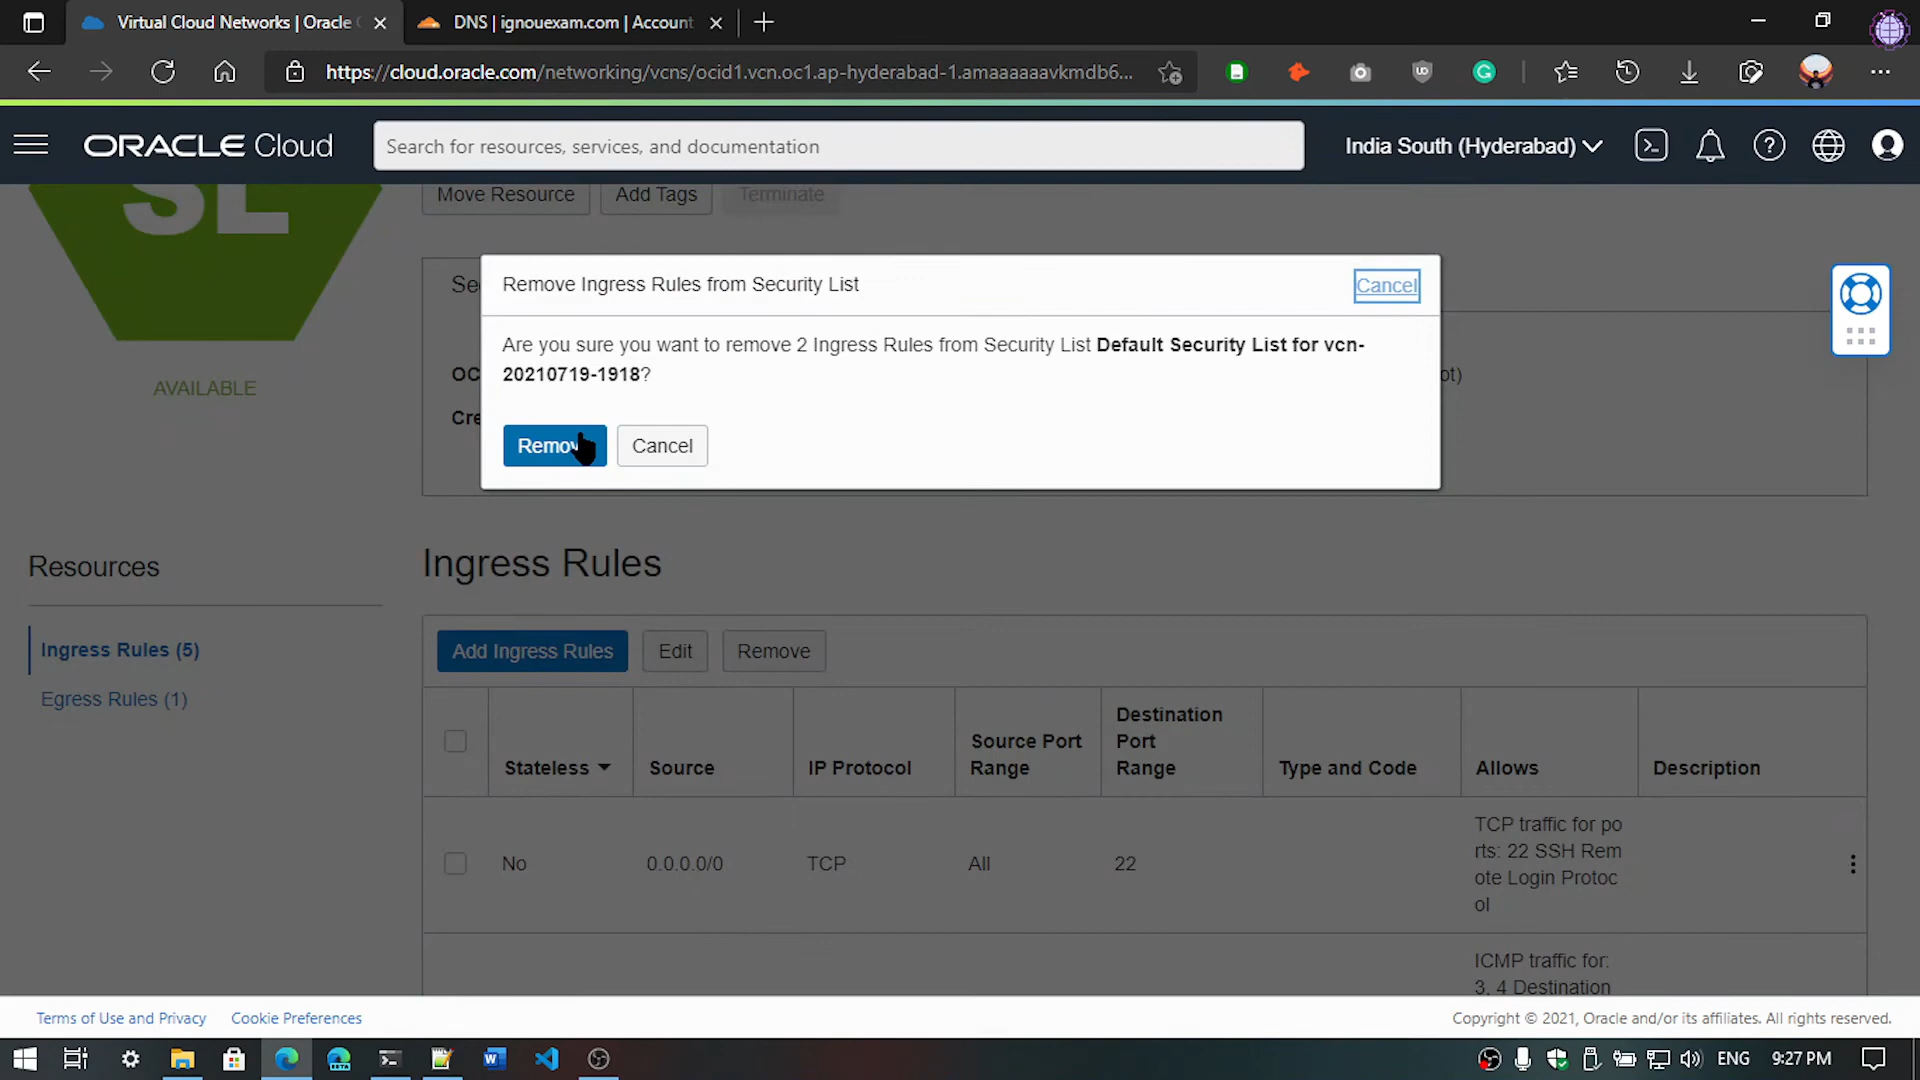 Virtual Cloud Networks | Oracle
DNS | ignouexam.com | Account
https://cloud.oracle.com/networking/vcns/ocid1.vcn.oc1.ap-hyderabad-1.amaaaaaavkmdb6...
ORACLE Cloud
Search for resources, services, and documentation
India South (Hyderabad)
SL
Move Resource
Add Tags
Terminate
AVAILABLE
Se
OC
Cre
ot)
Remove Ingress Rules from Security List
Cancel
Are you sure you want to remove 2 Ingress Rules from Security List Default Security List for vcn-
20210719-1918?
Remov
Cancel
Resources
Ingress Rules (5)
Egress Rules (1)
Ingress Rules
Add Ingress Rules
Edit
Remove
Stateless
Source
IP Protocol
Source Port
Range
Destination
Port
Range
Type and Code
Allows
Description
No
0.0.0.0/0
TCP
All
22
TCP traffic for po
rts: 22 SSH Rem
ote Login Protoc
ol
ICMP traffic for:
3, 4 Destination
Terms of Use and Privacy
Cookie Preferences
Copyright © 2021, Oracle and/or its affiliates. All rights reserved.
ENG
9:27 PM